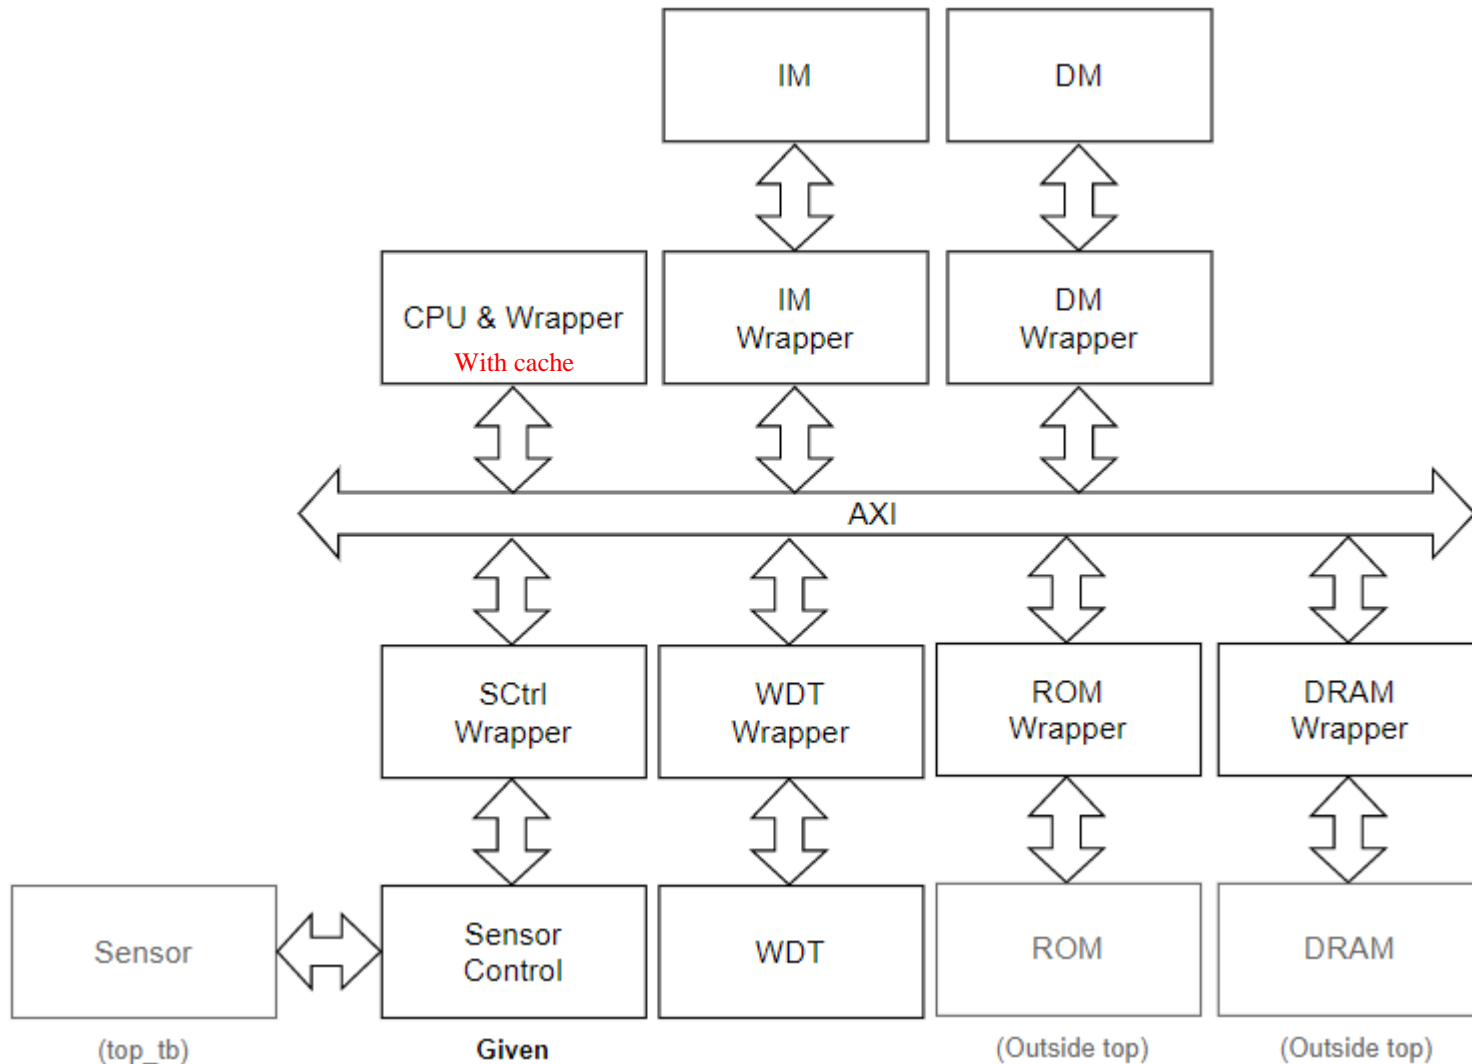 IM
DM
CPU & Wrapper
With cache
IM
Wrapper
DM
Wrapper
AXI
SCtrl
Wrapper
WDT
Wrapper
ROM
Wrapper
DRAM
Wrapper
Sensor
Sensor
Control
WDT
ROM
DRAM
(top_tb)
Given
(Outside top)
(Outside top)